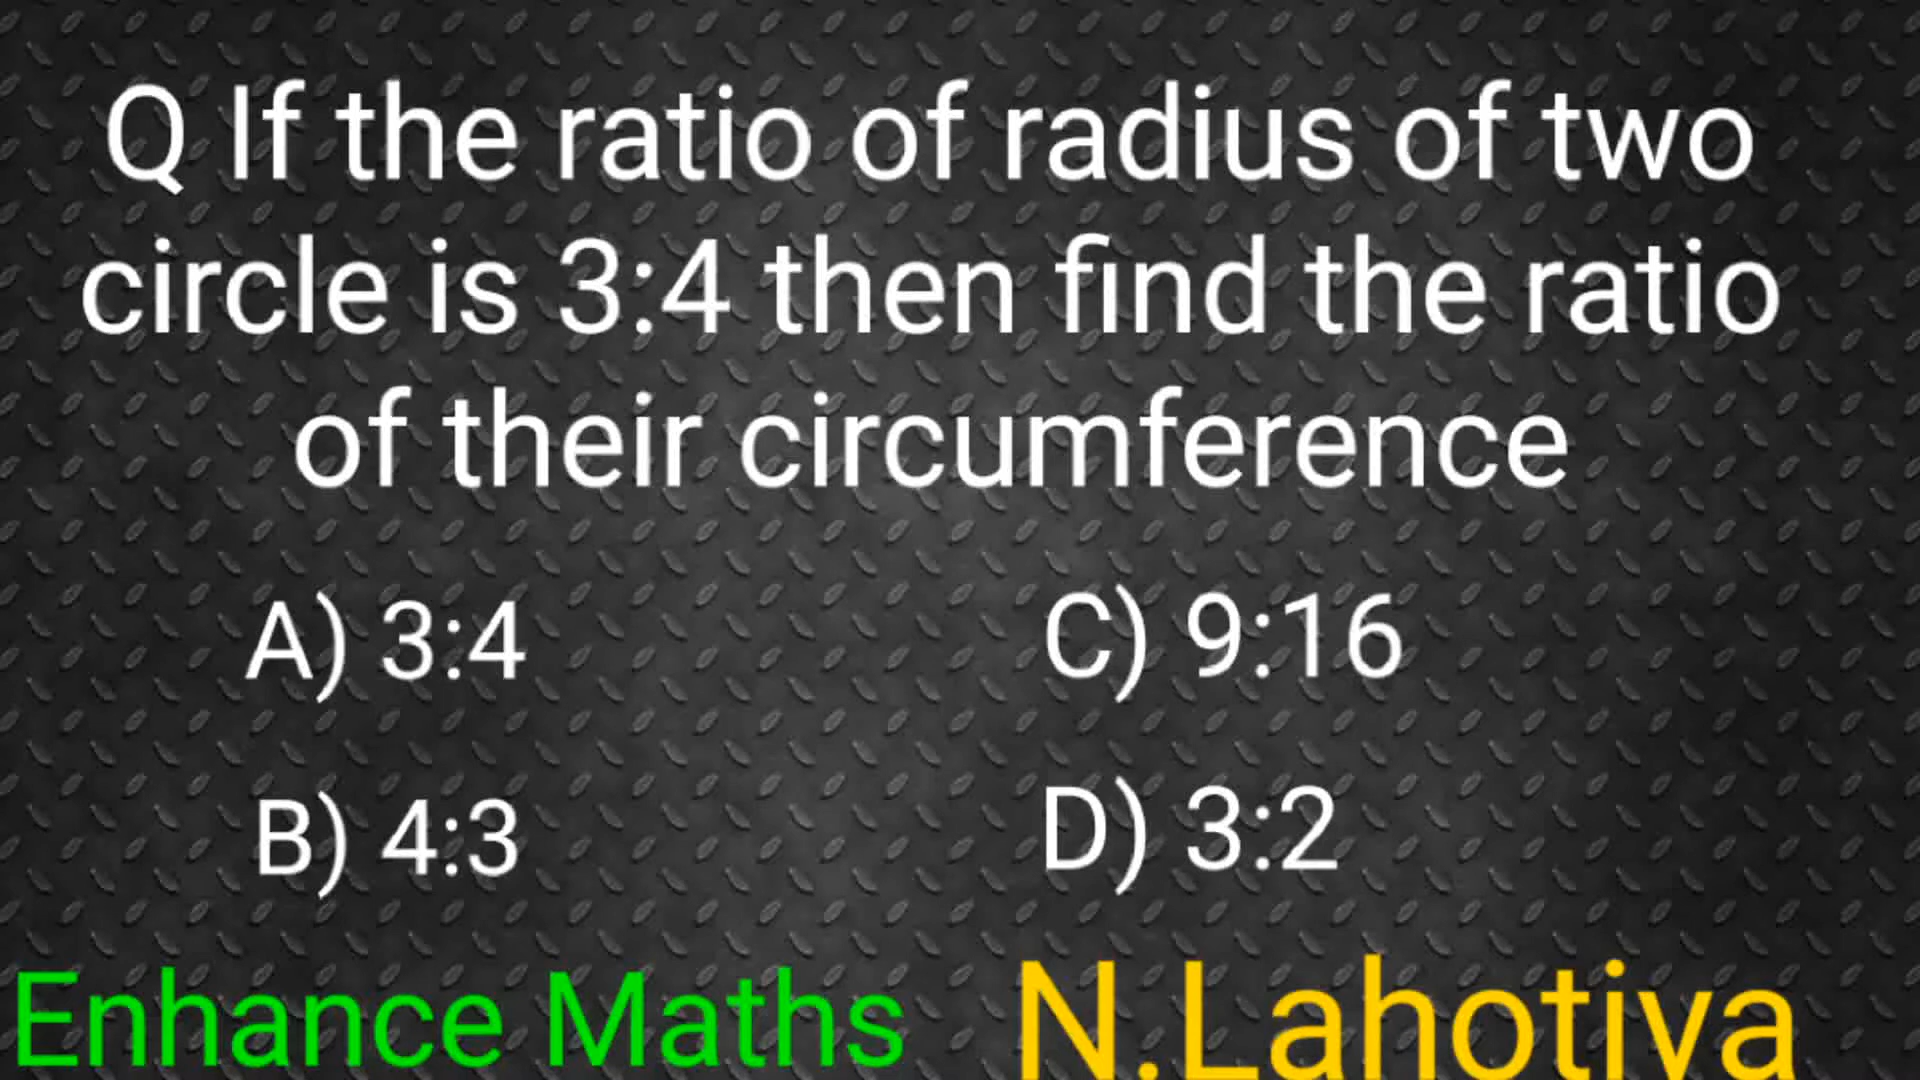 Q If the ratio of radius of two
circle is 3:4 then find the ratio
of their circumference
A) 3:4
C) 9:16
B) 4:3
D) 3:2
Enhance Maths
N.Lahotiya